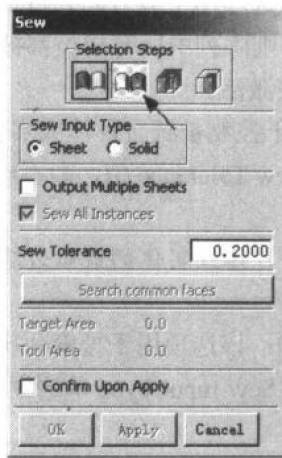 Sew
Selection Steps
Sew Input Type
Sheet Solid
Output Multiple Sheets
Sew All Instances
Sew Tolerance 0.2000
Search common faces
Target Area 0.0
Tool Area 0.0
Confirm Upon Apply
OK Apply Cancel